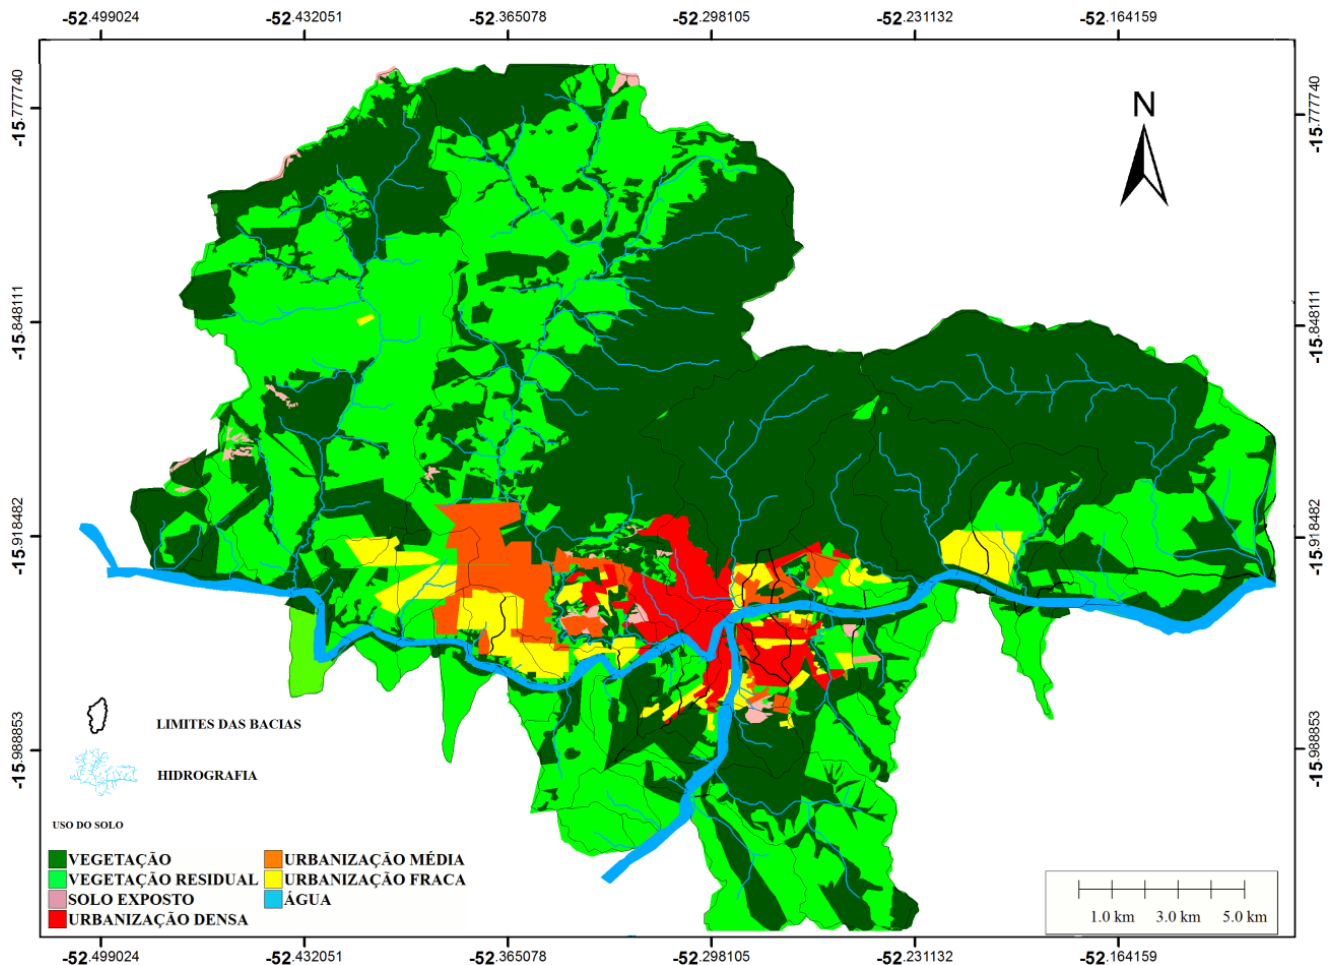 -52.499024 -52.432051 -52.365078 -52.298105 -52.231132 -52.164159
-15.777740 -15.777740
N
-15.848111 -15.848111
-15.918482 -15.918482
-15.988853 -15.988853
LIMITES DAS BACIAS
HIDROGRAFIA
USO DO SOLO
VEGETAÇÃO URBANIZAÇÃO MÉDIA
VEGETAÇÃO RESIDUAL URBANIZAÇÃO FRACA
SOLO EXPOSTO ÁGUA
URBANIZAÇÃO DENSA
1.0 km 3.0 km 5.0 km
-52.499024 -52.432051 -52.365078 -52.298105 -52.231132 -52.164159